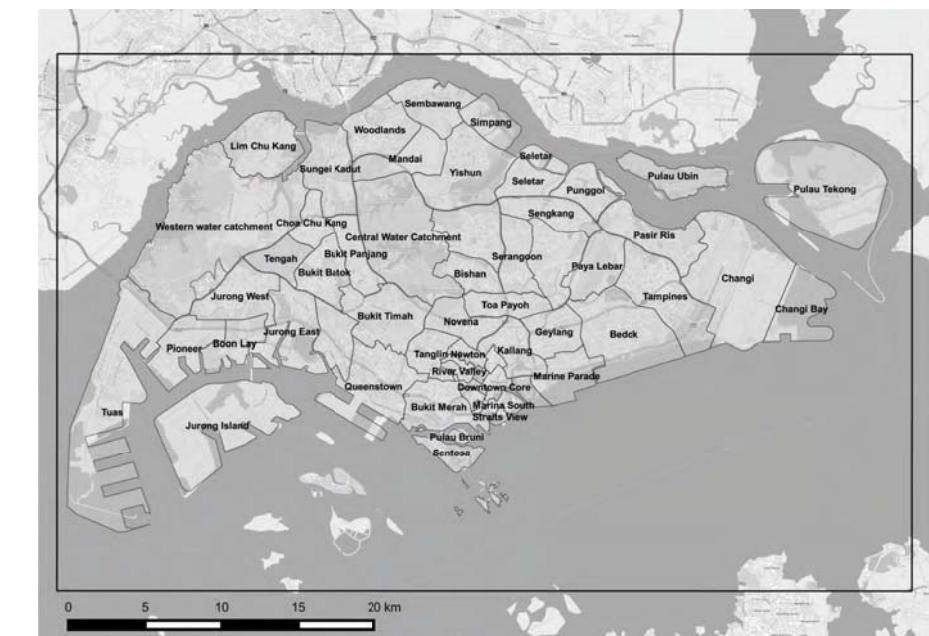 Sembawang
Simpang
Woodlands
Lim Chu Kang
Mandai
Seletar
Sungei Kadut
Yishun
Pulau Ubin
Seletar
Punggol
Pulau Tekong
Sengkang
Choa Chu Kang
Western water catchment
Central Water Catchment
Pasir Ris
Bukit Panjang
Tengah
Serangoon
Paya Lebar
Bukit Batok
Bishan
Changi
Jurong West
Toa Payoh
Tampines
Changi Bay
Bukit Timah
Novena
Jurong East
Geylang
Bedck
Boon Lay
Pioneer
Kallang
Tanglin Newton
River Valley
Marine Parade
Queenstown
Downtown Core
Bukit Merah
Marina South
Tuas
Straits View
Jurong Island
Pulau Bruni
Sentosa
0 5 10 15 20 km